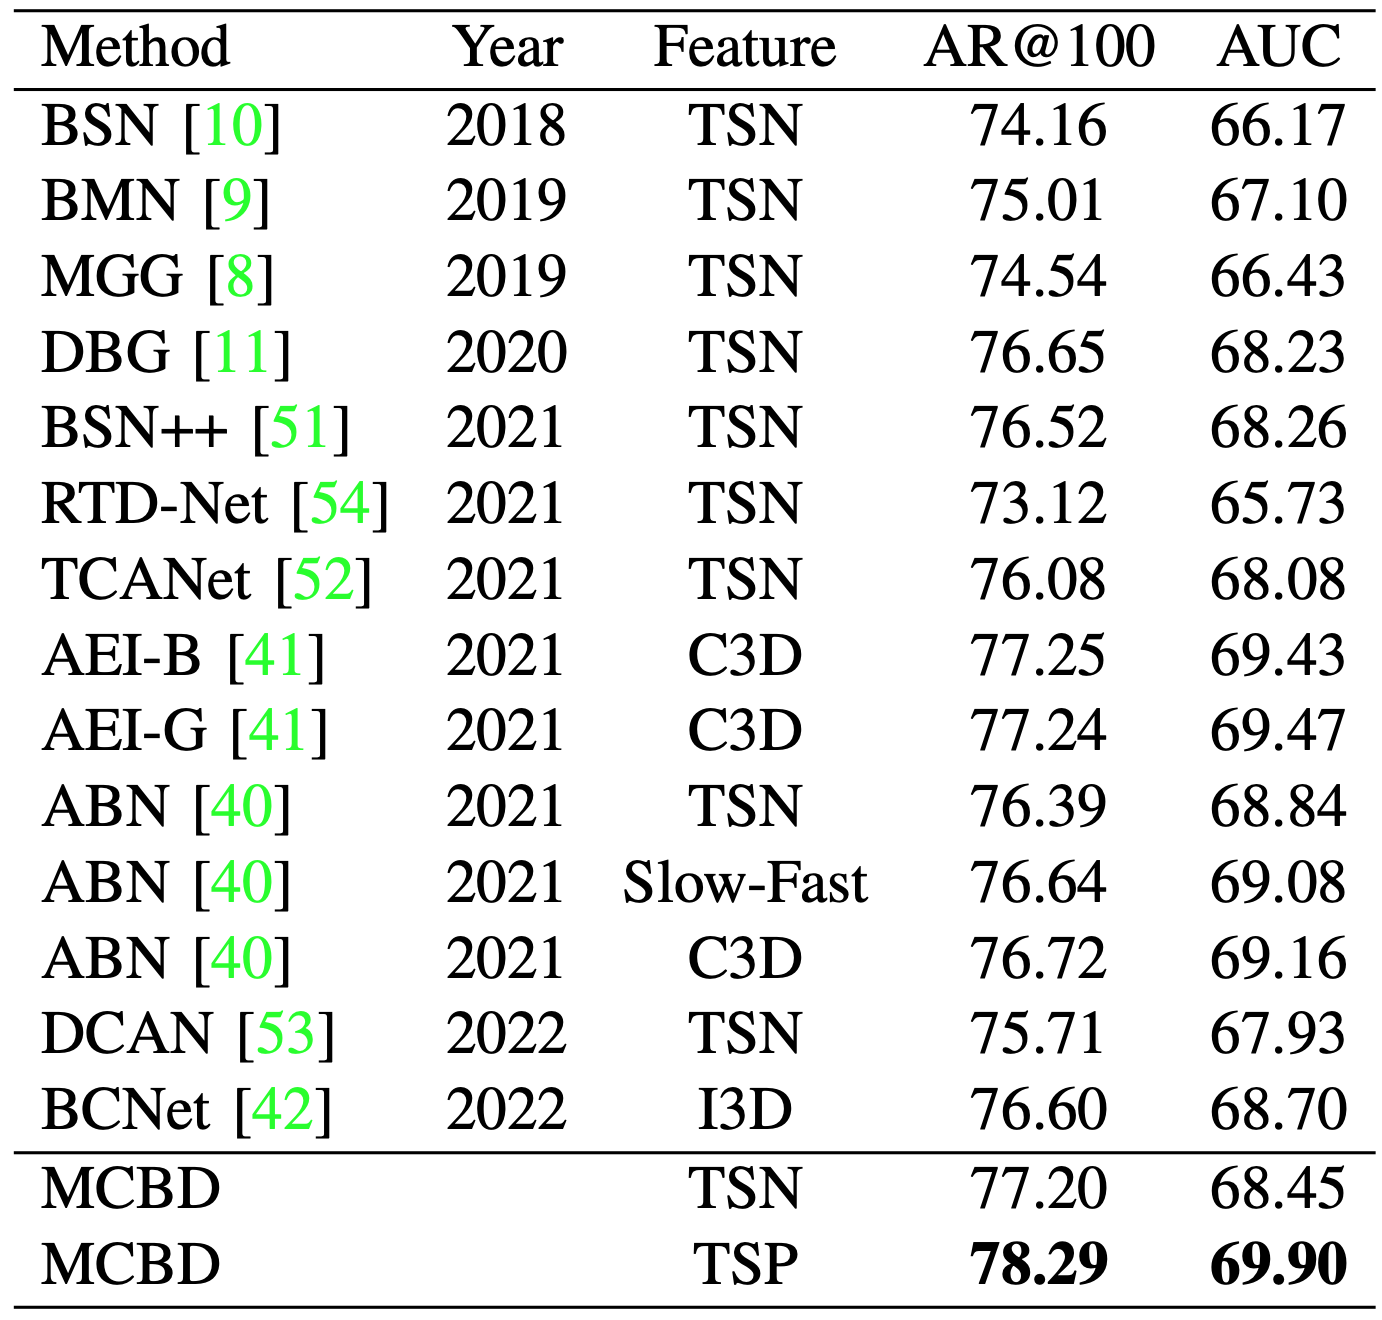 Method Year Feature AR@100 AUC
BSN [10] 2018 TSN 74.16 66.17
BMN [9] 2019 TSN 75.01 67.10
MGG [8] 2019 TSN 74.54 66.43
DBG [11] 2020 TSN 76.65 68.23
BSN++ [51] 2021 TSN 76.52 68.26
RTD-Net [54] 2021 TSN 73.12 65.73
TCANet [52] 2021 TSN 76.08 68.08
AEI-B [41] 2021 C3D 77.25 69.43
AEI-G [41] 2021 C3D 77.24 69.47
ABN [40] 2021 TSN 76.39 68.84
ABN [40] 2021 Slow-Fast 76.64 69.08
ABN [40] 2021 C3D 76.72 69.16
DCAN [53] 2022 TSN 75.71 67.93
BCNet [42] 2022 I3D 76.60 68.70
MCBD TSN 77.20 68.45
MCBD TSP 78.29 69.90